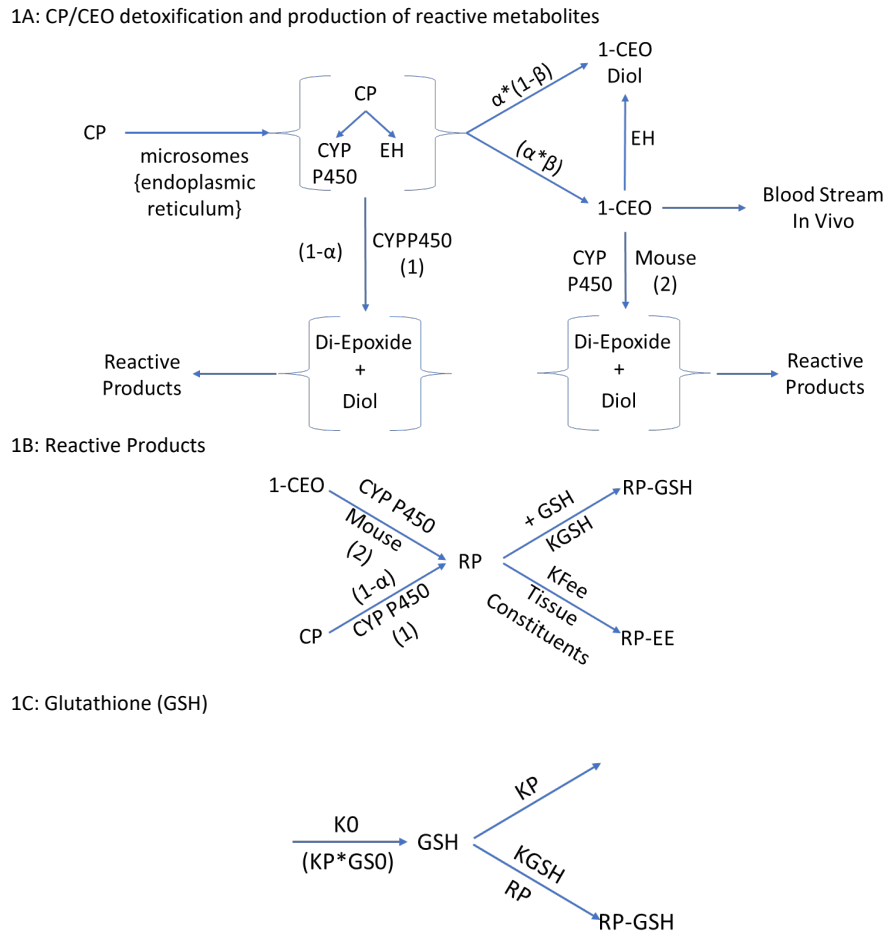 1A: CP/CEO detoxification and production of reactive metabolites
CP
microsomes
{endoplasmic
reticulum}
CP
CYP
P450
EH
α*(1-β)
(α*β)
1-CEO
Diol
EH
1-CEO
Blood Stream
In Vivo
(1-α)
CYPP450
(1)
CYP
P450
Mouse
(2)
Reactive
Products
Di-Epoxide
+
Diol
Di-Epoxide
+
Diol
Reactive
Products
1B: Reactive Products
1-CEO
CYP P450
Mouse
(2)
CP
(1-α)
CYP P450
(1)
RP
+ GSH
KGSH
RP-GSH
KFee
Tissue
Constituents
RP-EE
1C: Glutathione (GSH)
K0
(KP*GS0)
GSH
KP
KGSH
RP
RP-GSH